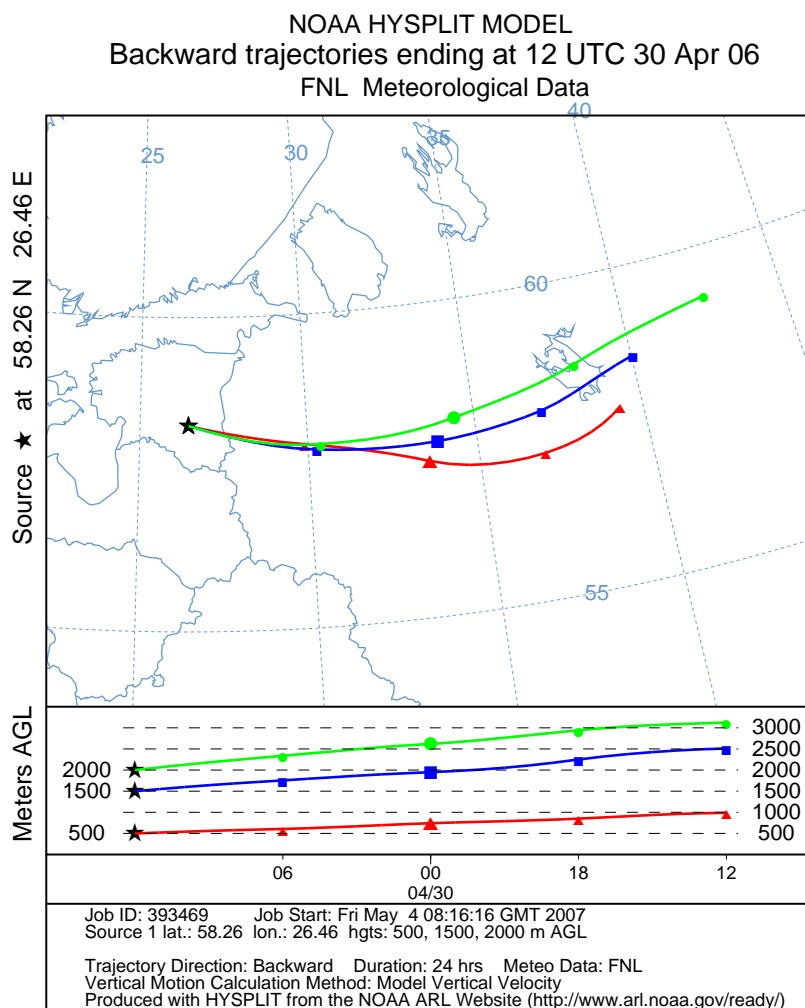 NOAA HYSPLIT MODEL
Backward trajectories ending at 12 UTC 30 Apr 06
FNL Meteorological Data
Source ★ at 58.26 N 26.46 E
25
30
35
40
60
55
Meters AGL
2000
1500
500
3000
2500
2000
1500
1000
500
06
00
18
12
04/30
Job ID: 393469 Job Start: Fri May 4 08:16:16 GMT 2007
Source 1 lat.: 58.26 lon.: 26.46 hgts: 500, 1500, 2000 m AGL
Trajectory Direction: Backward Duration: 24 hrs Meteo Data: FNL
Vertical Motion Calculation Method: Model Vertical Velocity
Produced with HYSPLIT from the NOAA ARL Website (http://www.arl.noaa.gov/ready/)